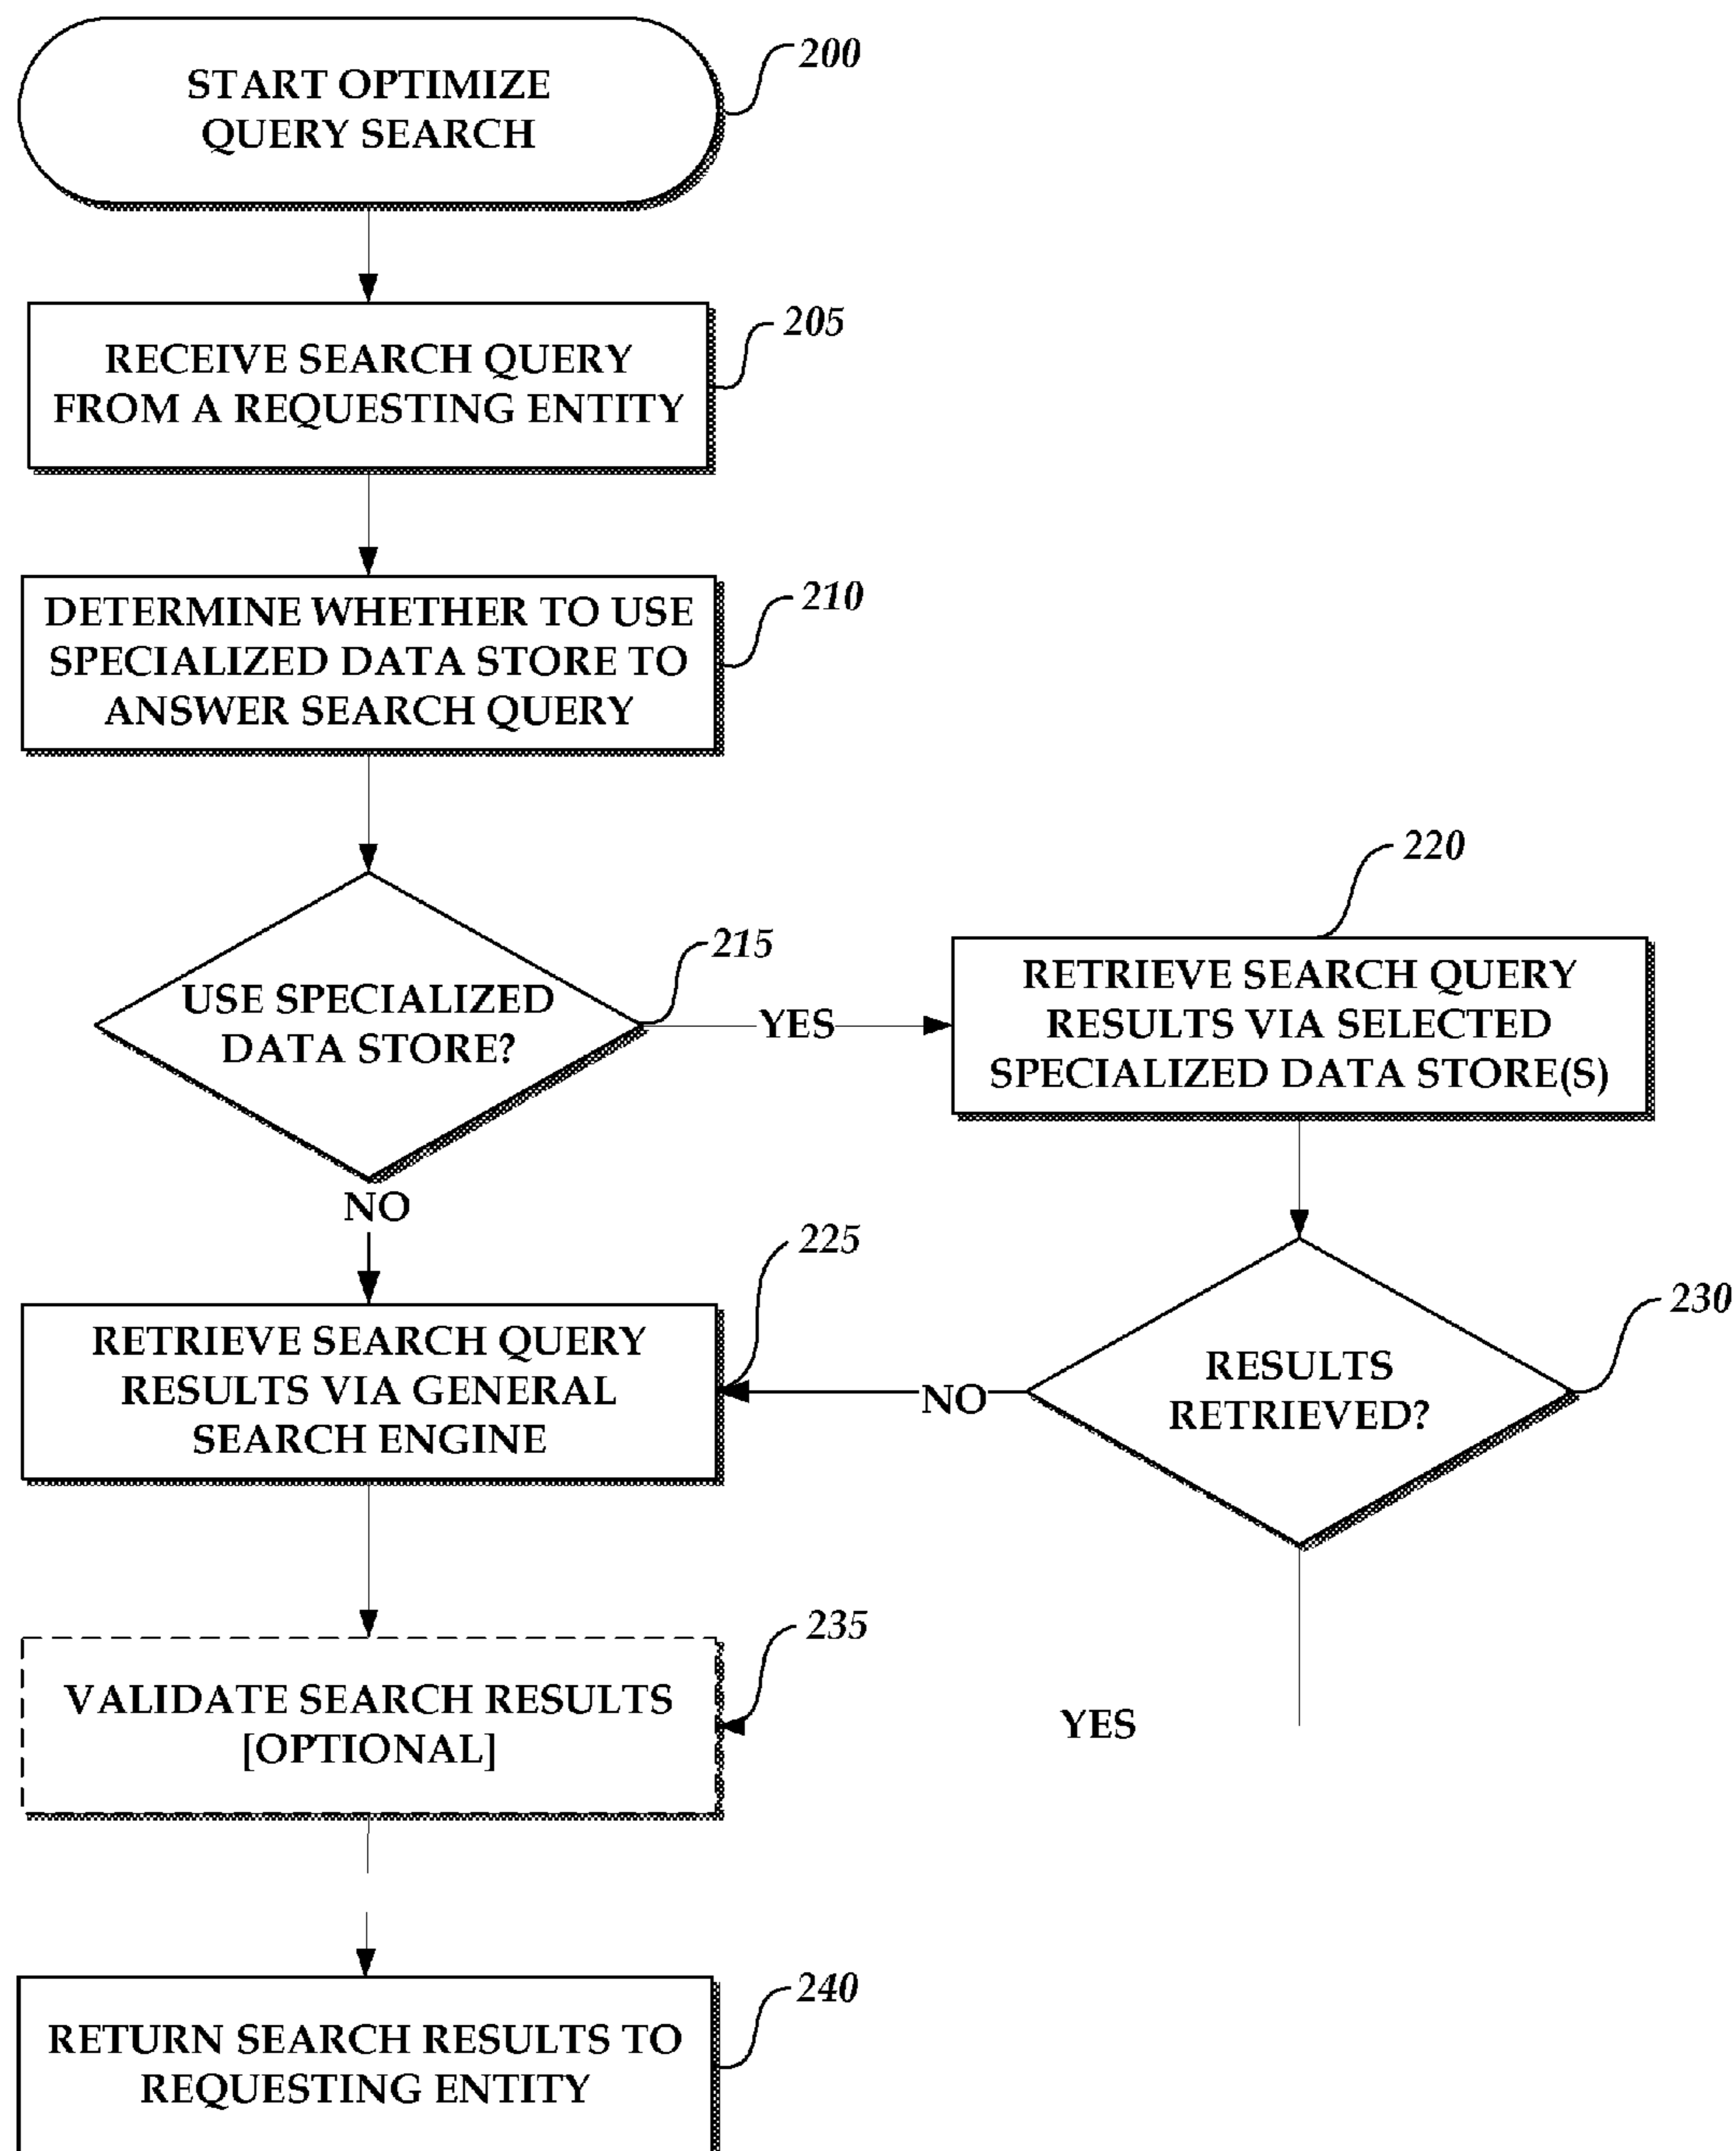 START OPTIMIZE
QUERY SEARCH
200
RECEIVE SEARCH QUERY
FROM A REQUESTING ENTITY
205
DETERMINE WHETHER TO USE
SPECIALIZED DATA STORE TO
ANSWER SEARCH QUERY
210
USE SPECIALIZED
DATA STORE?
215
YES
NO
RETRIEVE SEARCH QUERY
RESULTS VIA SELECTED
SPECIALIZED DATA STORE(S)
220
RETRIEVE SEARCH QUERY
RESULTS VIA GENERAL
SEARCH ENGINE
225
RESULTS
RETRIEVED?
230
NO
YES
VALIDATE SEARCH RESULTS
[OPTIONAL]
235
RETURN SEARCH RESULTS TO
REQUESTING ENTITY
240